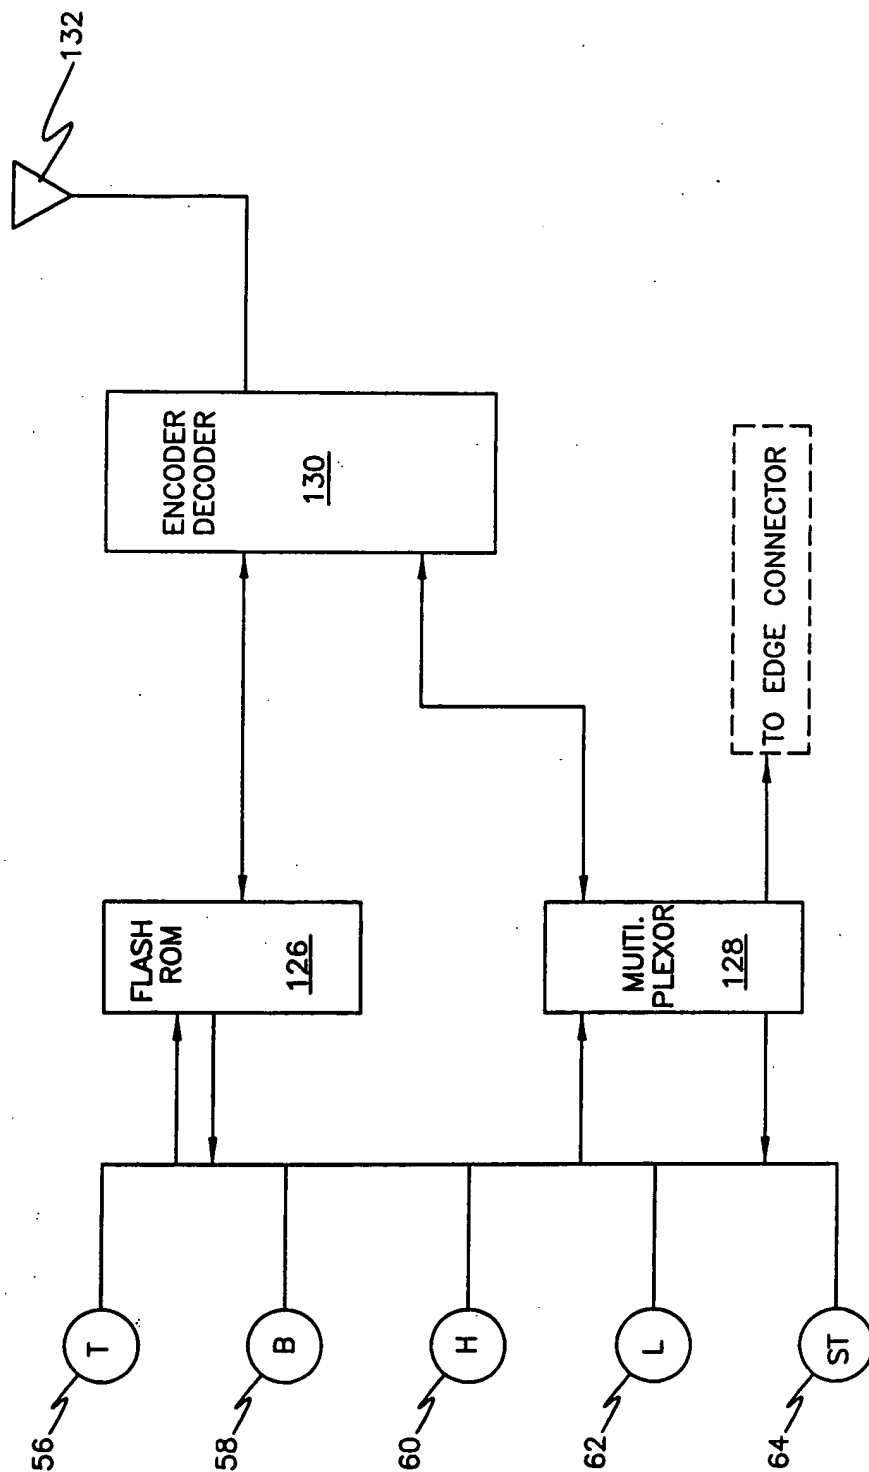 132
ENCODER
DECODER
130
FLASH
ROM
126
MUITI.
PLEXOR
128
TO EDGE CONNECTOR
56
T
58
B
60
H
62
L
64
ST